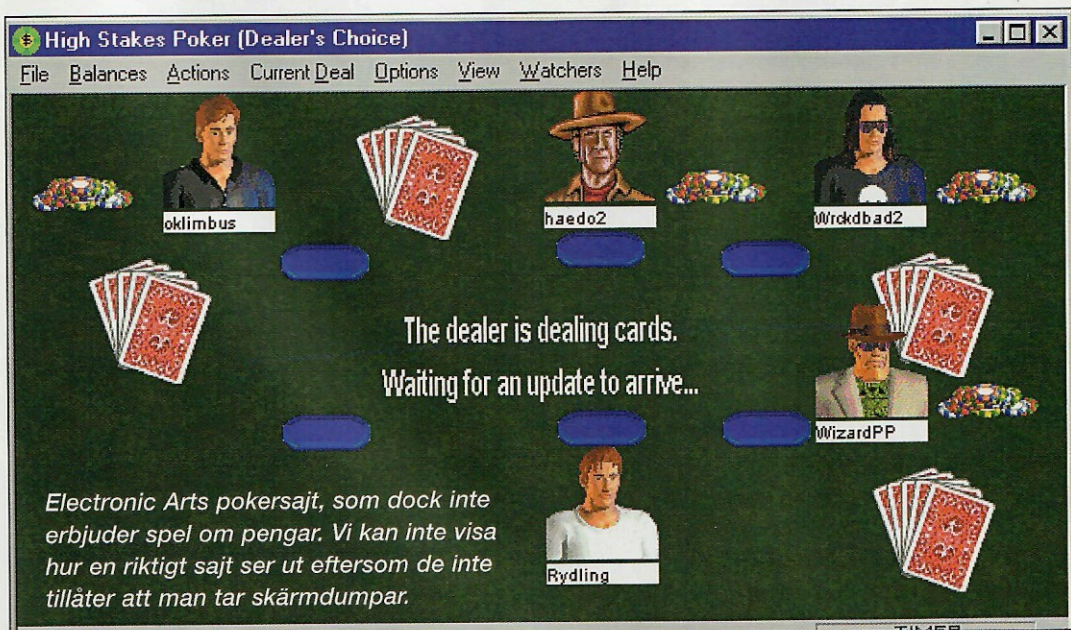 High Stakes Poker (Dealer's Choice)
File Balances Actions Current Deal Options View Watchers Help
oklimbus
haedo2
Wrckdbad2
The dealer is dealing cards.
Waiting for an update to arrive...
WizardPP
Electronic Arts pokersajt, som dock inte
erbjuder spel om pengar. Vi kan inte visa
hur en riktigt sajt ser ut eftersom de inte
tillåter att man tar skärmdumpar.
Rydling
TIMER